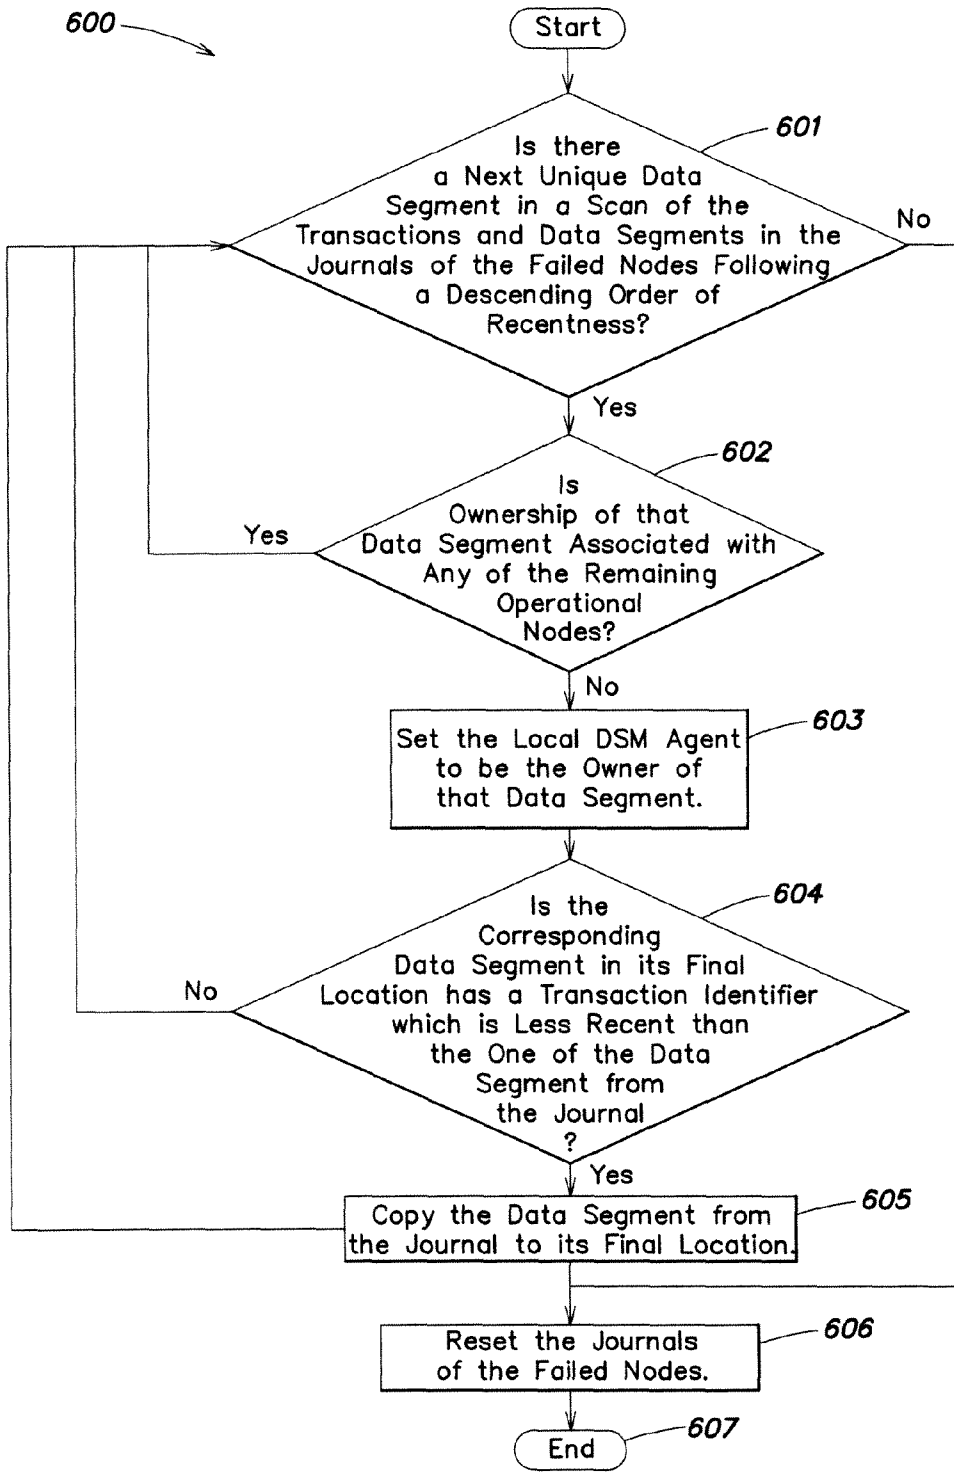 600
Start
601
Is there
a Next Unique Data
Segment in a Scan of the
Transactions and Data Segments in the
Journals of the Failed Nodes Following
a Descending Order of
Recentness?
No
Yes
602
Is
Ownership of that
Data Segment Associated with
Any of the Remaining
Operational
Nodes?
Yes
No
603
Set the Local DSM Agent
to be the Owner of
that Data Segment.
604
Is the
Corresponding
Data Segment in its Final
Location has a Transaction Identifier
which is Less Recent than
the One of the Data
Segment from
the Journal
?
No
Yes
605
Copy the Data Segment from
the Journal to its Final Location.
606
Reset the Journals
of the Failed Nodes.
607
End